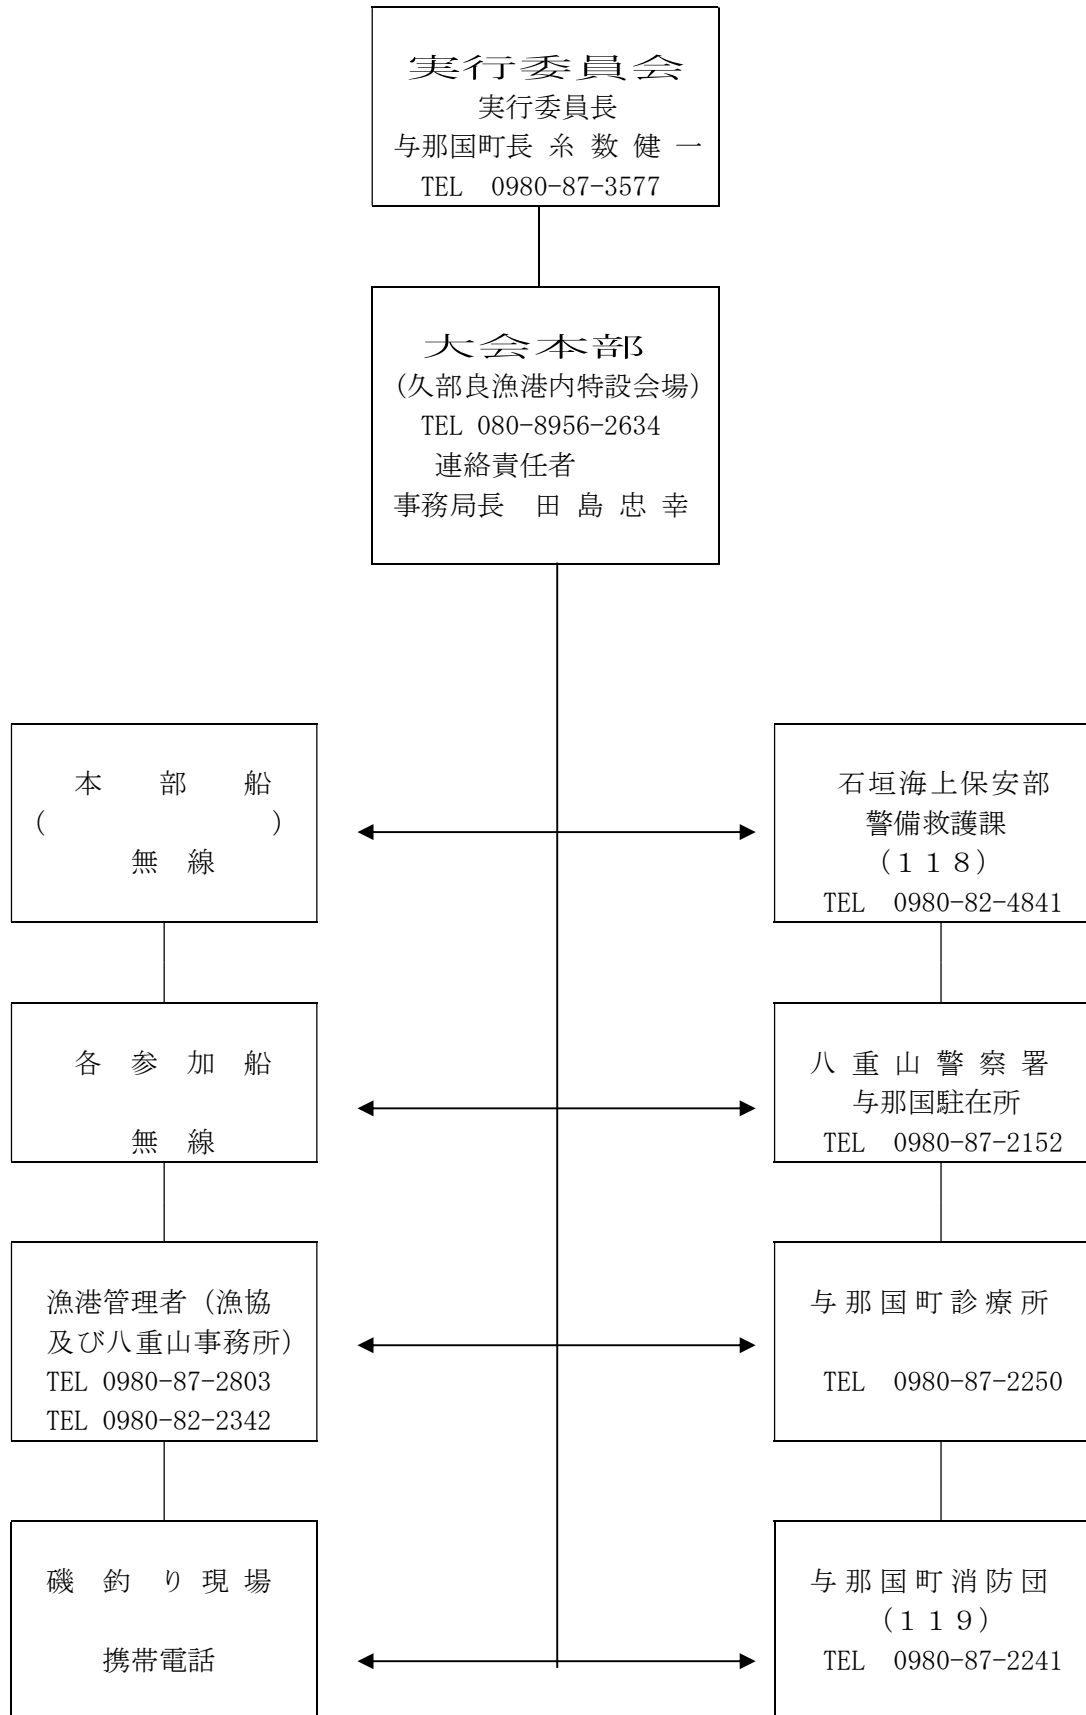 実行委員会
実行委員長
与那国町長 糸 数 健 一
TEL 0980-87-3577
大会本部
(久部良漁港内特設会場)
TEL 080-8956-2634
連絡責任者
事務局長 田 島 忠 幸
本 部 船
( )
無 線
石垣海上保安部
警備救護課
(118)
TEL 0980-82-4841
各 参 加 船
無 線
八 重 山 警 察 署
与那国駐在所
TEL 0980-87-2152
漁港管理者 (漁協
及び八重山事務所)
TEL 0980-87-2803
TEL 0980-82-2342
与那国町診療所
TEL 0980-87-2250
磯 釣 り 現 場
携帯電話
与那国町消防団
(119)
TEL 0980-87-2241